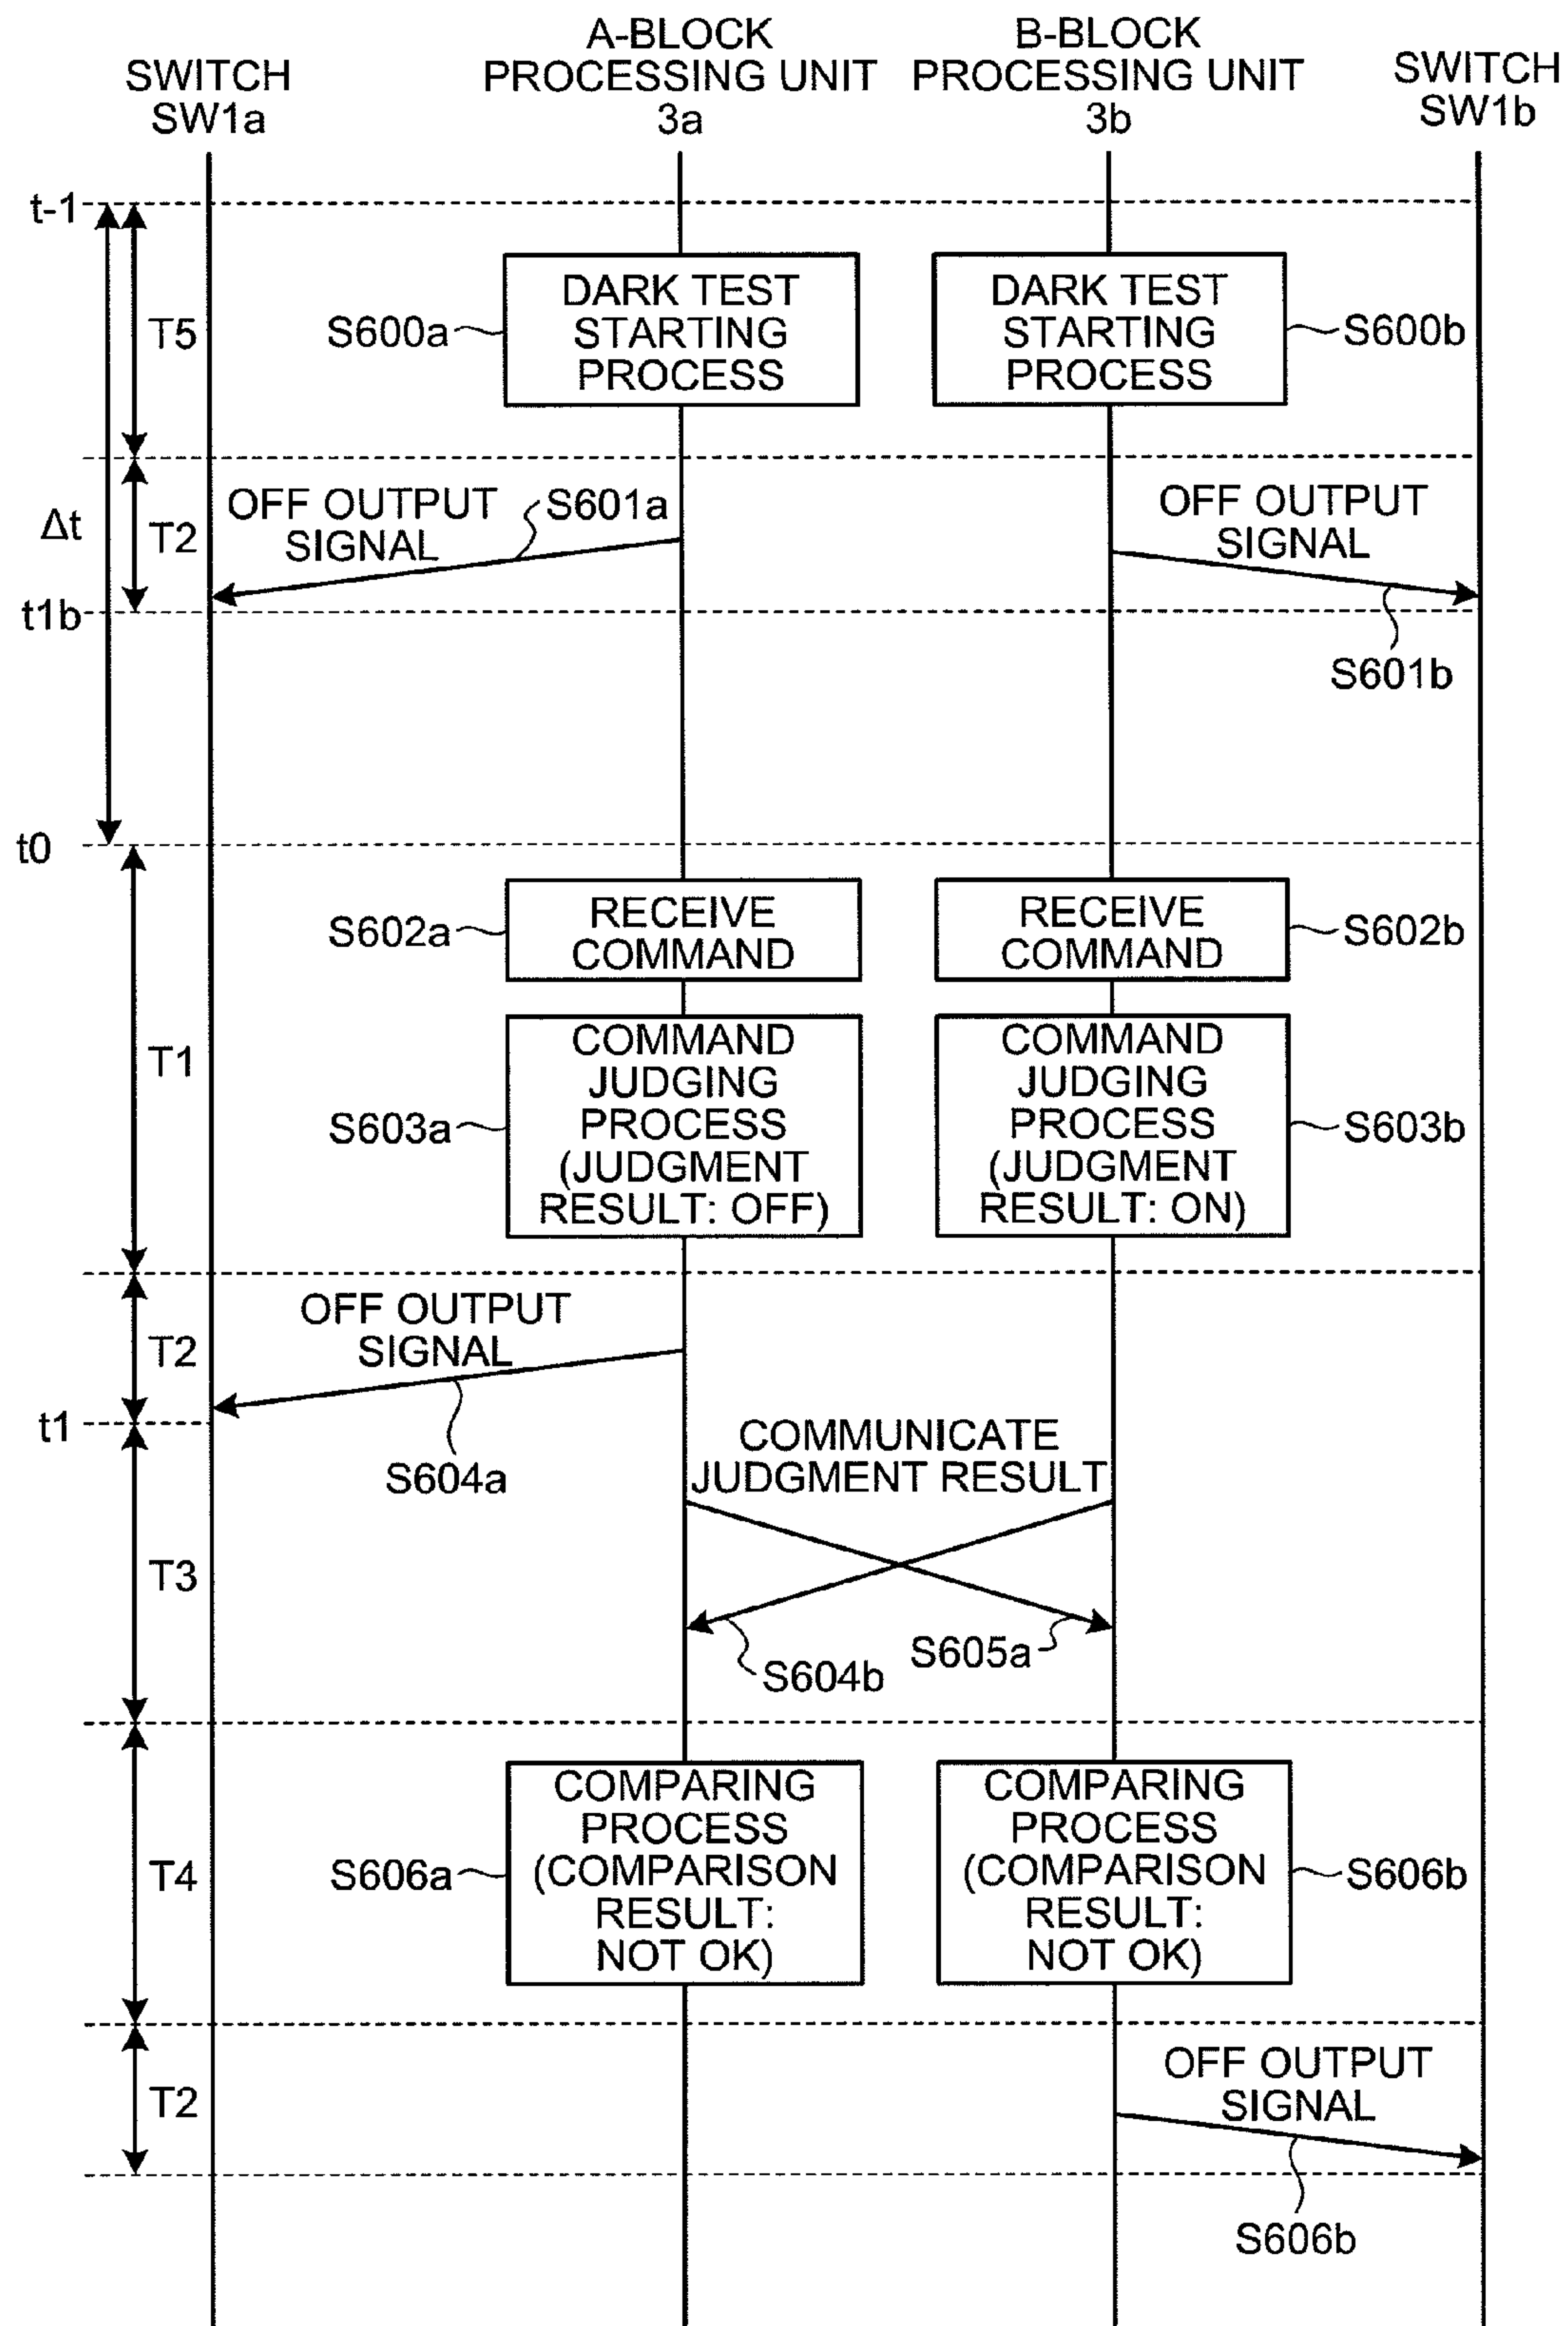 SWITCH
SW1a
A-BLOCK
PROCESSING UNIT
3a
B-BLOCK
PROCESSING UNIT
3b
SWITCH
SW1b
t-1
T5
S600a
DARK TEST
STARTING
PROCESS
DARK TEST
STARTING
PROCESS
S600b
Δt
T2
OFF OUTPUT
SIGNAL
S601a
OFF OUTPUT
SIGNAL
S601b
t1b
t0
T1
S602a
RECEIVE
COMMAND
RECEIVE
COMMAND
S602b
S603a
COMMAND
JUDGING
PROCESS
(JUDGMENT
RESULT: OFF)
COMMAND
JUDGING
PROCESS
(JUDGMENT
RESULT: ON)
S603b
T2
OFF OUTPUT
SIGNAL
S604a
t1
T3
COMMUNICATE
JUDGMENT RESULT
S604b
S605a
T4
S606a
COMPARING
PROCESS
(COMPARISON
RESULT:
NOT OK)
COMPARING
PROCESS
(COMPARISON
RESULT:
NOT OK)
S606b
T2
OFF OUTPUT
SIGNAL
S606b